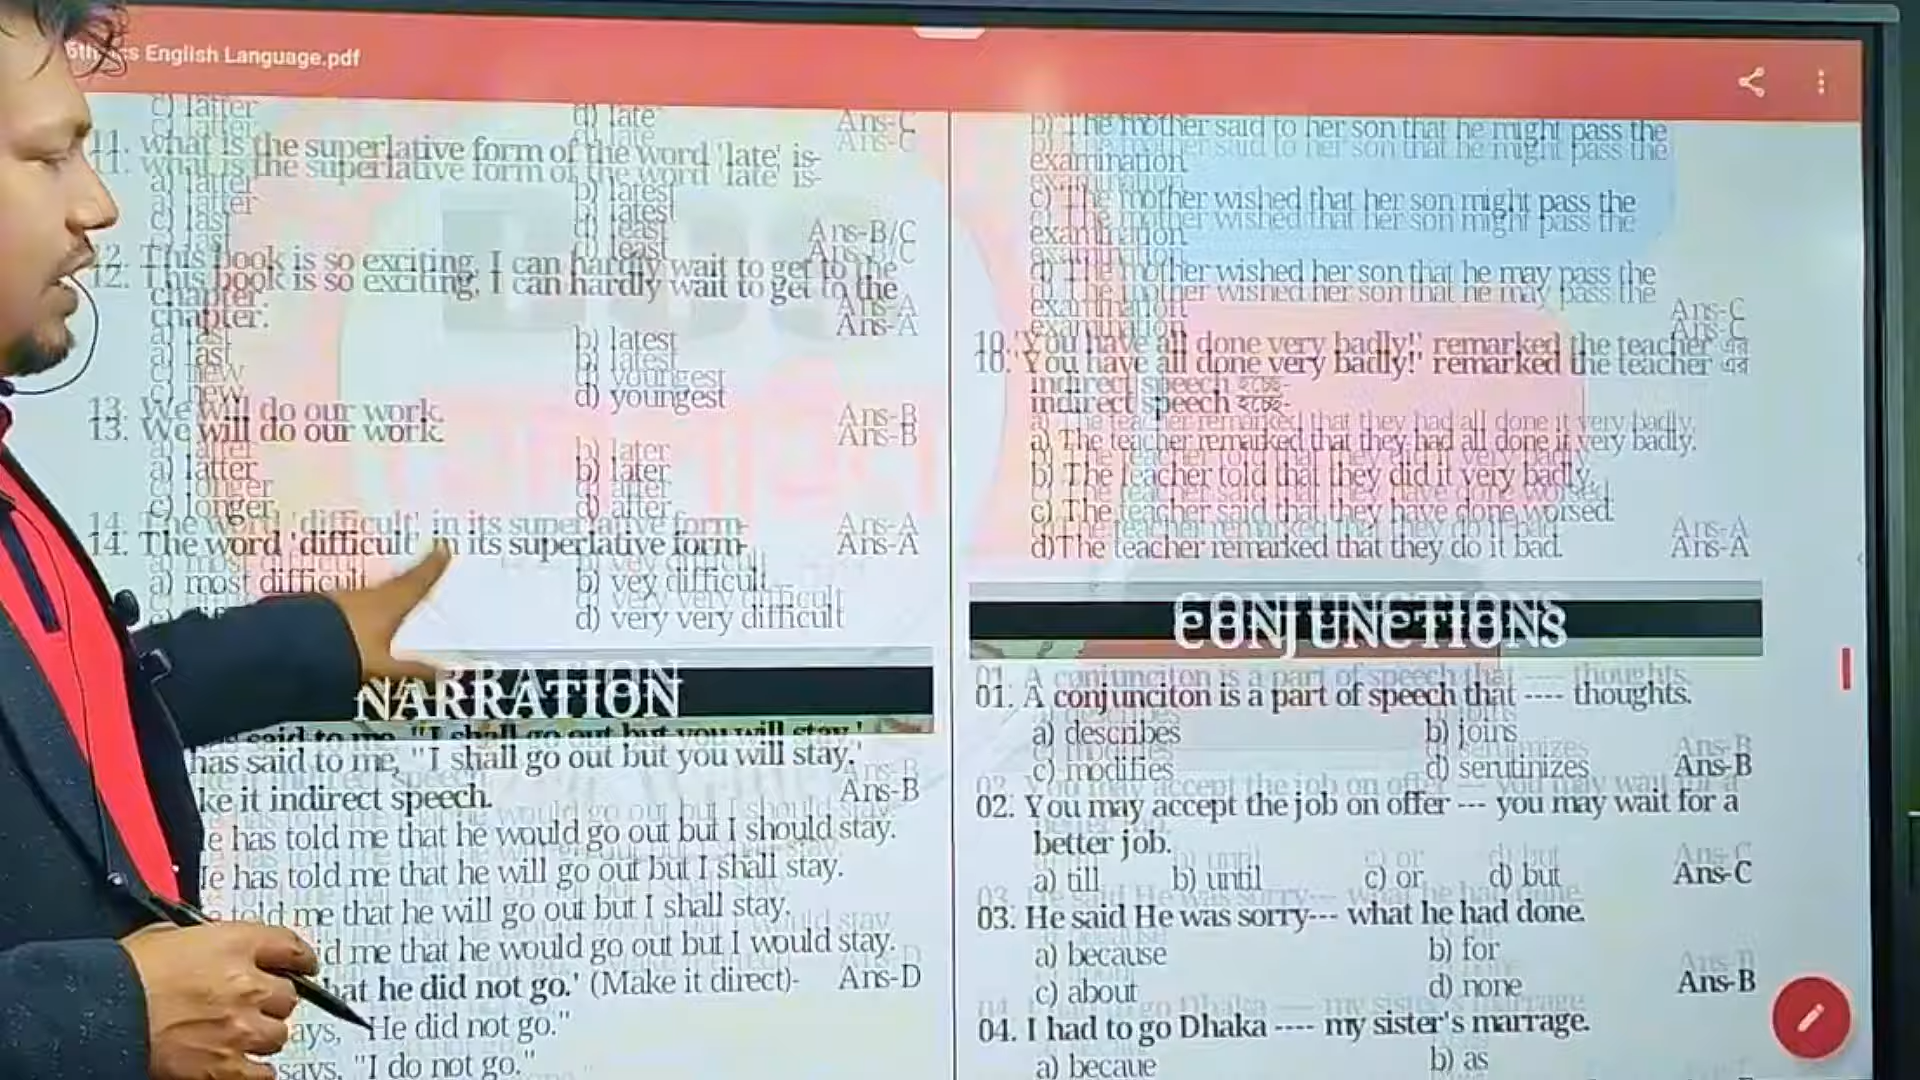 ss English Language.pdf
c) latter
d) late
Ans-C
11. what is the superlative form of the word 'late' is-
a) latter
b) latest
c) last
d) least
Ans-B/C
12. This book is so exciting, I can hardly wait to get to the
chapter.
Ans-A
a) last
b) latest
c) new
d) youngest
13. We will do our work.
Ans-B
a) latter
b) later
c) longer
d) after
14. The word 'difficult' in its superlative form-
Ans-A
a) most difficult
b) vey difficult
d) very very difficult
NARRATION
has said to me, "I shall go out but you will stay.'
ke it indirect speech.
Ans-B
e has told me that he would go out but I should stay.
He has told me that he will go out but I shall stay.
told me that he will go out but I shall stay.
id me that he would go out but I would stay.
hat he did not go.' (Make it direct)-
Ans-D
ays, "He did not go."
says, "I do not go."
b) The mother said to her son that he might pass the
examination.
c) The mother wished that her son might pass the
examination.
d) The mother wished her son that he may pass the
examination
Ans-C
10. 'You have all done very badly!' remarked the teacher এর
indirect speech হচ্ছে-
a) The teacher remarked that they had all done it very badly.
b) The teacher told that they did it very badly.
c) The teacher said that they have done worsed.
d)The teacher remarked that they do it bad.
Ans-A
CONJUNCTIONS
01. A conjunciton is a part of speech that ---- thoughts.
a) describes
b) joins
c) modifies
d) serutinizes
Ans-B
02. You may accept the job on offer --- you may wait for a
better job.
a) till
b) until
c) or
d) but
Ans-C
03. He said He was sorry--- what he had done.
a) because
b) for
c) about
d) none
Ans-B
04. I had to go Dhaka ---- my sister's marrage.
a) becaue
b) as